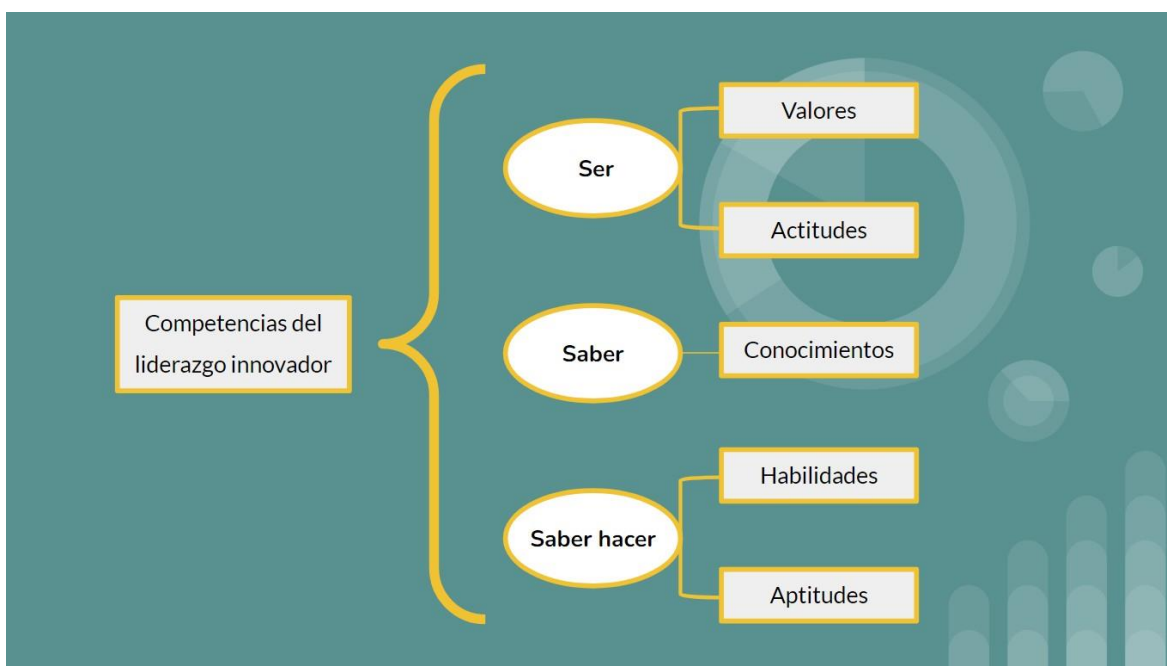 Competencias del
liderazgo innovador
Ser
Valores
Actitudes
Saber
Conocimientos
Saber hacer
Habilidades
Aptitudes